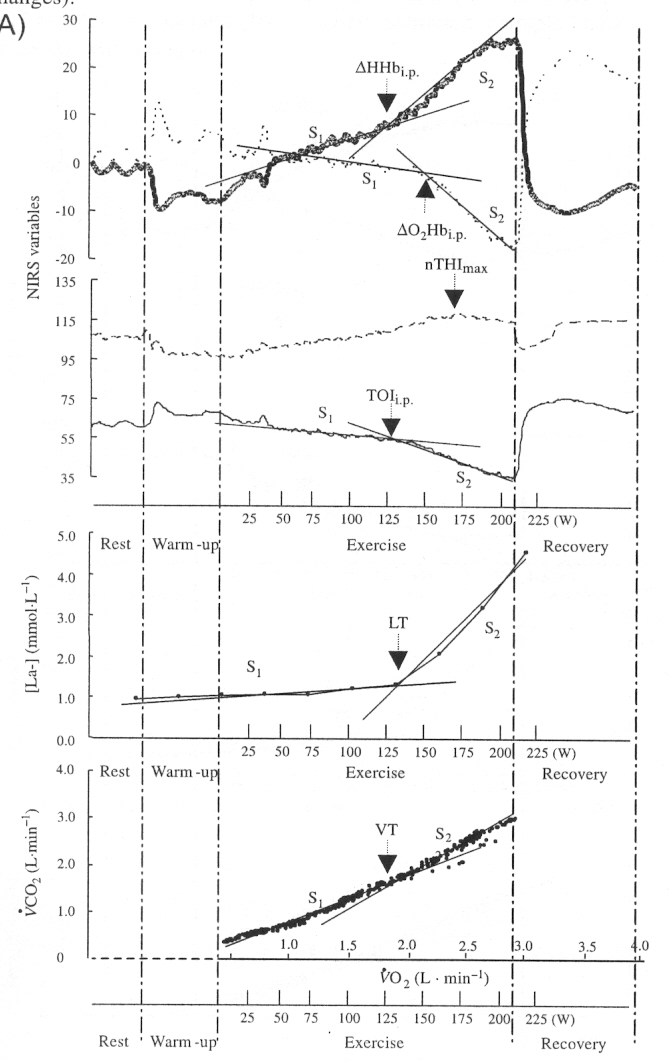 anges).
A)
30
20
10
0
-10
-20
ΔHHb i.p.
S1
S2
S1
S2
ΔO2Hb i.p.
NIRS variables
135
115
95
75
55
35
nTHI max
TOI i.p.
S1
S2
25 50 75 100 125 150 175 200 225 (W)
Rest Warm-up Exercise Recovery
5.0
4.0
3.0
2.0
1.0
0.0
[La-] (mmol·L⁻¹)
LT
S1
S2
25 50 75 100 125 150 175 200 225 (W)
Rest Warm-up Exercise Recovery
4.0
3.0
2.0
1.0
0
V̇CO2 (L·min⁻¹)
VT
S1
S2
1.0 1.5 2.0 2.5 3.0 3.5 4.0
V̇O2 (L · min⁻¹)
25 50 75 100 125 150 175 200 225 (W)
Rest Warm-up Exercise Recovery